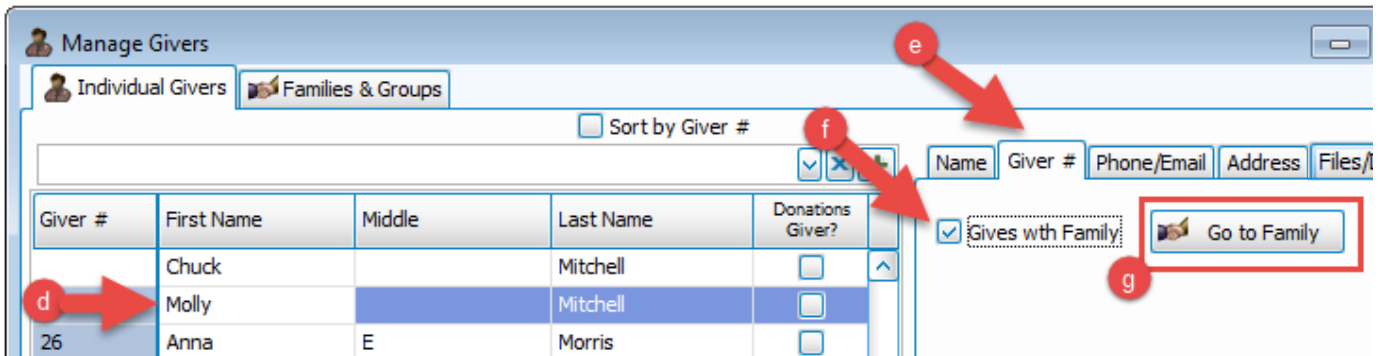 Manage Givers
e
Individual Givers Families & Groups
Sort by Giver #
f
Name Giver # Phone/Email Address Files/
Giver # First Name Middle Last Name Donations Giver?
Gives wth Family Go to Family
Chuck Mitchell
g
d Molly Mitchell
26 Anna E Morris